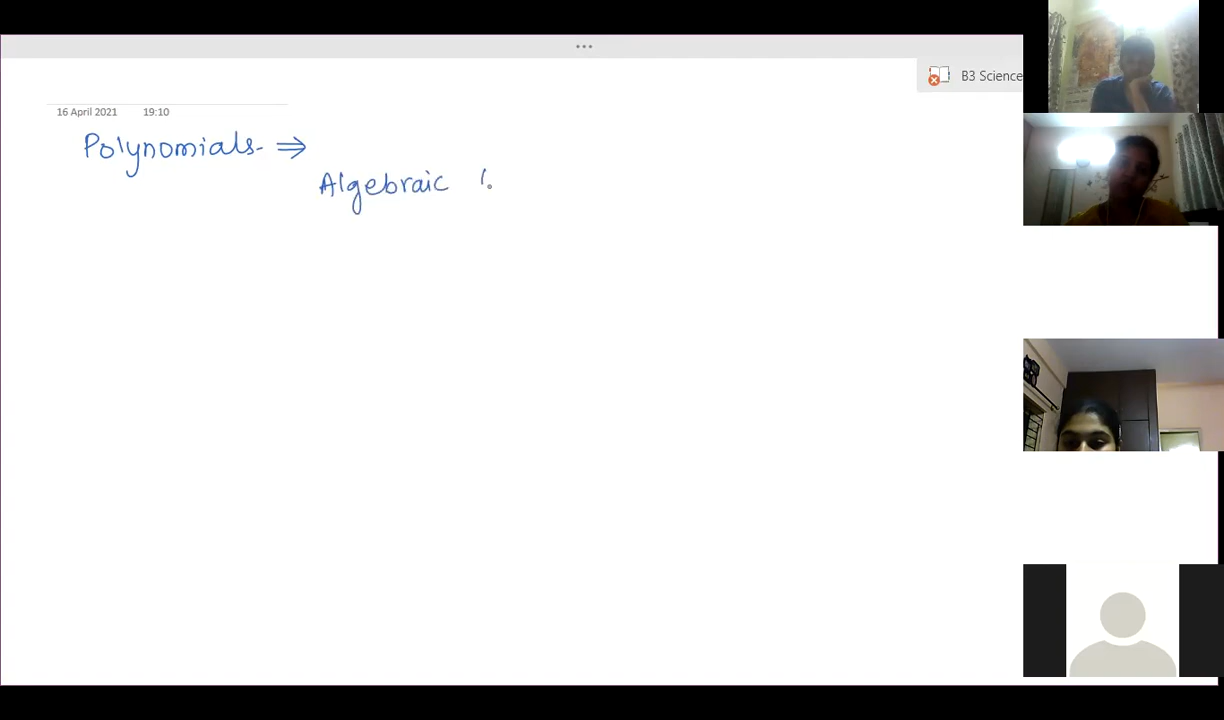 B3 Science
16 April 2021 19:10
Polynomials- ⇒
Algebraic